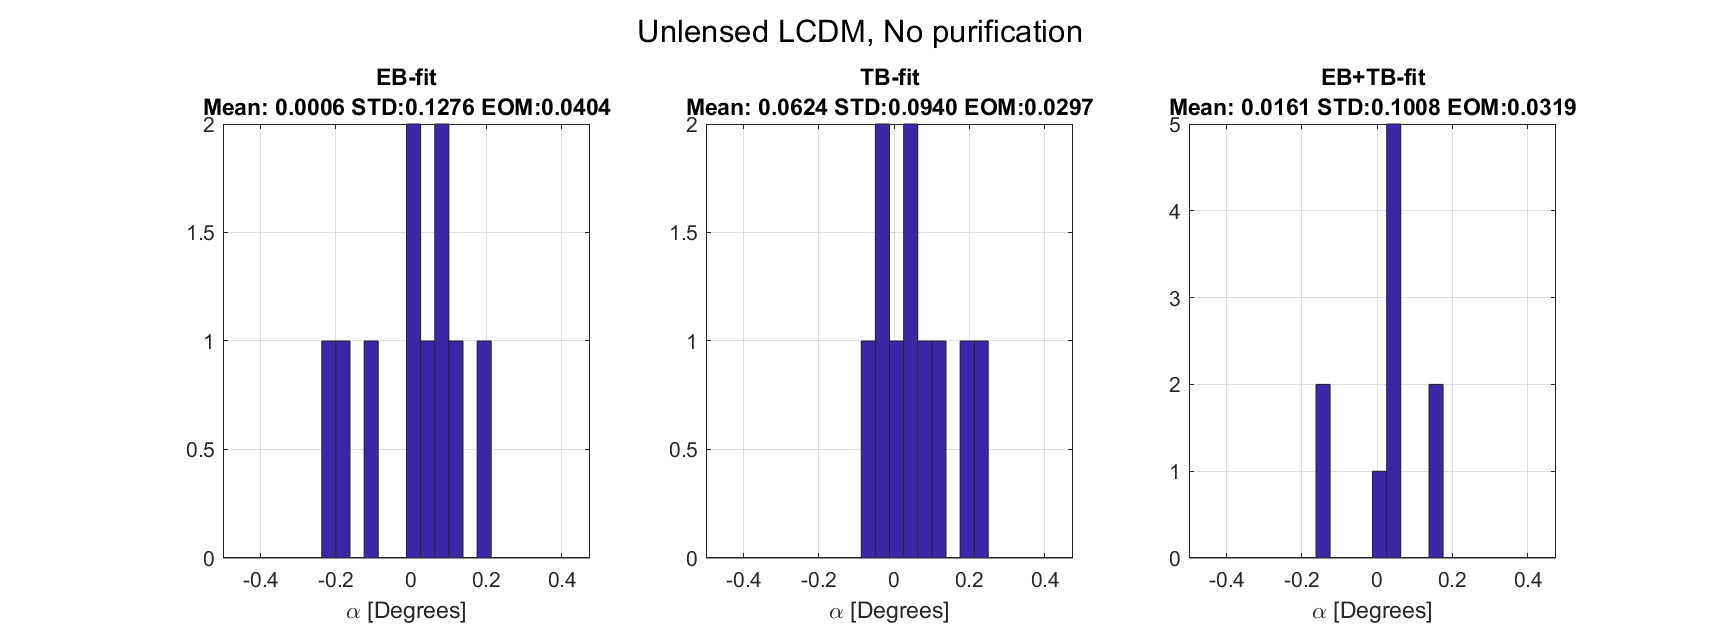 Unlensed LCDM, No purification
EB-fit
Mean: 0.0006 STD:0.1276 EOM:0.0404
2
1.5
1
0.5
0
-0.4 -0.2 0 0.2 0.4
α [Degrees]
TB-fit
Mean: 0.0624 STD:0.0940 EOM:0.0297
2
1.5
1
0.5
0
-0.4 -0.2 0 0.2 0.4
α [Degrees]
EB+TB-fit
Mean: 0.0161 STD:0.1008 EOM:0.0319
5
4
3
2
1
0
-0.4 -0.2 0 0.2 0.4
α [Degrees]